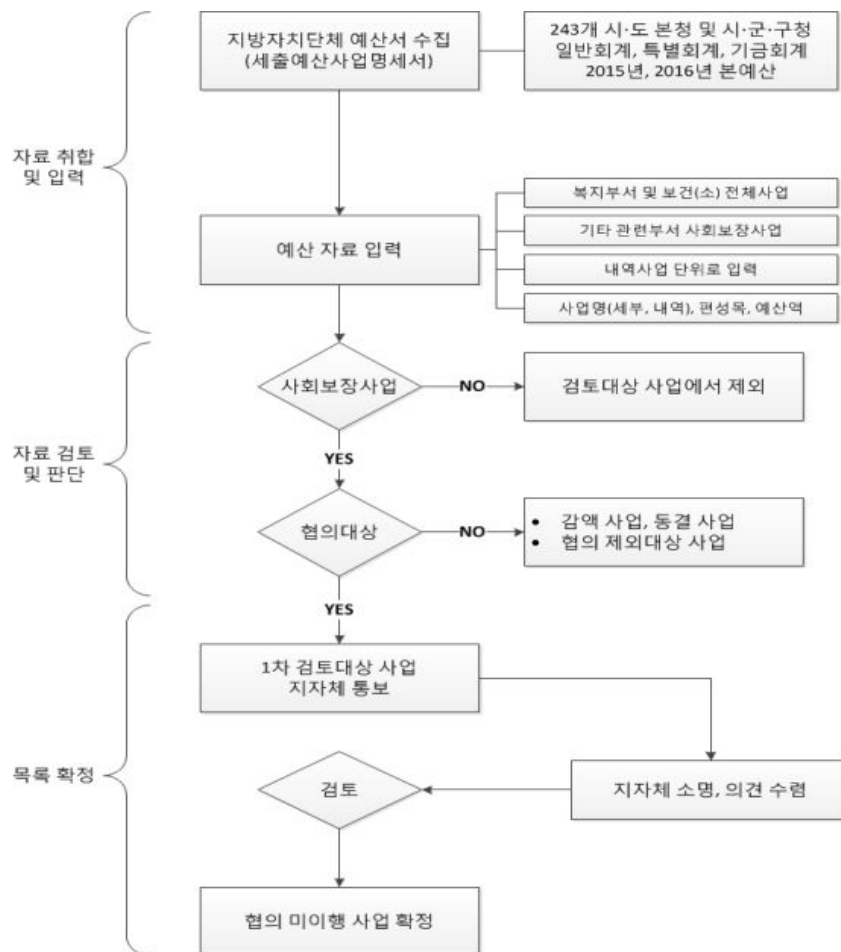 지방자치단체 예산서 수집
(세출예산사업명세서)
243개 시·도 본청 및 시·군·구청
일반회계, 특별회계, 기금회계
2015년, 2016년 본예산
자료 취합
및 입력
예산 자료 입력
복지부서 및 보건(소) 전체사업
기타 관련부서 사회보장사업
내역사업 단위로 입력
사업명(세부, 내역), 편성목, 예산액
사회보장사업
NO
검토대상 사업에서 제외
YES
자료 검토
및 판단
협의대상
NO
• 감액 사업, 동결 사업
• 협의 제외대상 사업
YES
1차 검토대상 사업
지자체 통보
목록 확정
검토
지자체 소명, 의견 수렴
협의 미이행 사업 확정